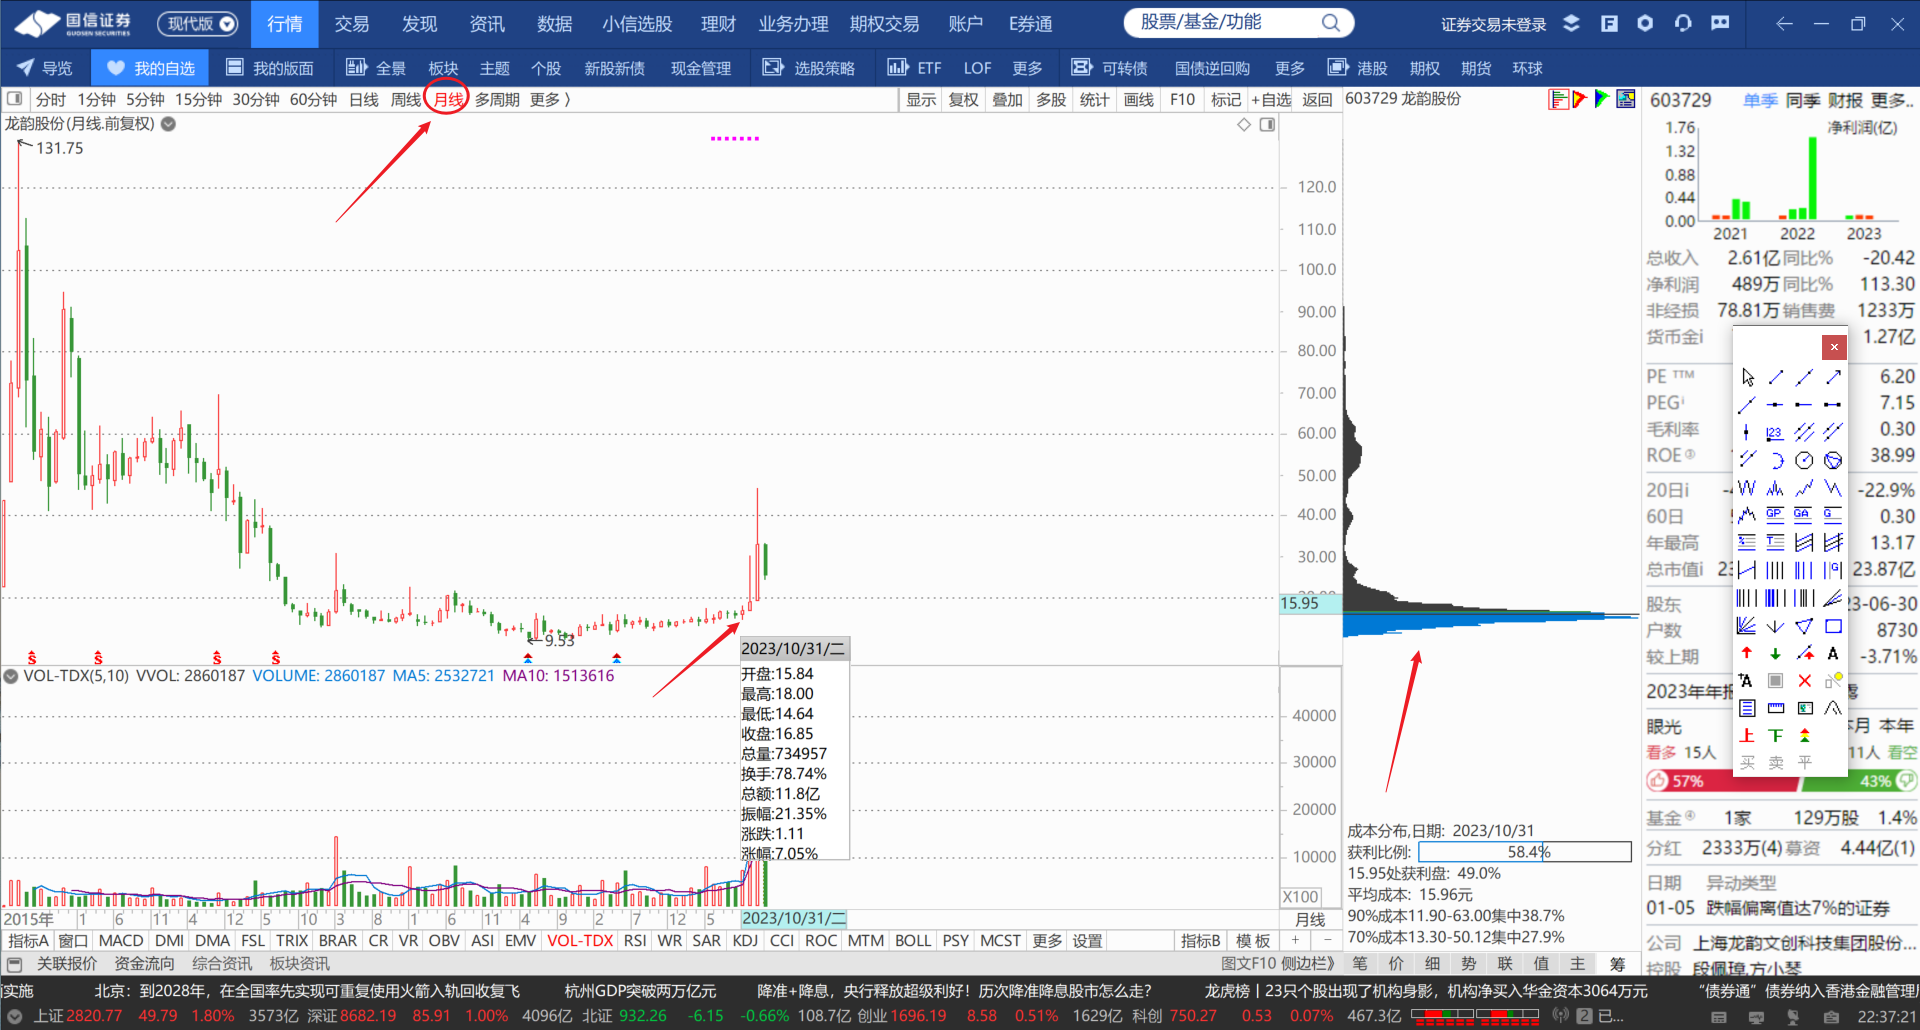 国信证券 GUOSEN SECURITIES 现代版 行情 交易 发现 资讯 数据 小信选股 理财 业务办理 期权交易 账户 E券通 股票/基金/功能 证券交易未登录
导览 我的自选 我的版面 全景 板块 主题 个股 新股新债 现金管理 选股策略 ETF LOF 更多 可转债 国债逆回购 更多 港股 期权 期货 环球
分时 1分钟 5分钟 15分钟 30分钟 60分钟 日线 周线 月线 多周期 更多 显示 复权 叠加 多股 统计 画线 F10 标记 +自选 返回
603729 龙韵股份
603729 单季 同季 财报 更多..
龙韵股份(月线.前复权)
131.75
120.0
110.0
100.0
90.00
80.00
70.00
60.00
50.00
40.00
30.00
15.95
9.53
净利润(亿)
1.76
1.32
0.88
0.44
0.00
2021 2022 2023
总收入 2.61亿 同比% -20.42
净利润 489万 同比% 113.30
非经损 78.81万 销售费 1233万
货币金i 1.27亿
PE TTM 6.20
PEG 7.15
毛利率 0.30
ROE 38.99
20日i -22.9%
60日 0.30
年最高 13.17
总市值i 23.87亿
股东 3-06-30
户数 8730
较上期 -3.71%
2023年年报
眼光 本月 本年
看多 15人 11人 看空
57% 43%
基金 1家 129万股 1.4%
分红 2333万(4) 募资 4.44亿(1)
日期 异动类型
01-05 跌幅偏离值达7%的证券
公司 上海龙韵文创科技集团股份...
控股 段佩璋,方小琴
123
GP GA G
A
上 下
买 卖 平
2023/10/31/二
开盘:15.84
最高:18.00
最低:14.64
收盘:16.85
总量:734957
换手:78.74%
总额:11.8亿
振幅:21.35%
涨跌:1.11
涨幅:7.05%
S S S S
VOL-TDX(5,10) VVOL: 2860187 VOLUME: 2860187 MA5: 2532721 MA10: 1513616
40000
30000
20000
10000
X100
成本分布,日期: 2023/10/31
获利比例: 58.4%
15.95处获利盘: 49.0%
平均成本: 15.96元
90%成本11.90-63.00集中38.7%
70%成本13.30-50.12集中27.9%
2015年 1 6 11 4 12 5 10 3 8 1 6 11 4 9 2 7 12 5 2023/10/31/二 月线
指标A 窗口 MACD DMI DMA FSL TRIX BRAR CR VR OBV ASI EMV VOL-TDX RSI WR SAR KDJ CCI ROC MTM BOLL PSY MCST 更多 设置 指标B 模板 + −
关联报价 资金流向 综合资讯 板块资讯 图文F10 侧边栏》 笔 价 细 势 联 值 主 筹
实施 北京：到2028年，在全国率先实现可重复使用火箭入轨回收复飞 杭州GDP突破两万亿元 降准+降息，央行释放超级利好！历次降准降息股市怎么走？ 龙虎榜丨23只个股出现了机构身影，机构净买入华金资本3064万元 “债券通”债券纳入香港金融管理
上证 2820.77 49.79 1.80% 3573亿 深证 8682.19 85.91 1.00% 4096亿 北证 932.26 -6.15 -0.66% 108.7亿 创业 1696.19 8.58 0.51% 1629亿 科创 750.27 0.53 0.07% 467.3亿 2 已... 22:37:21